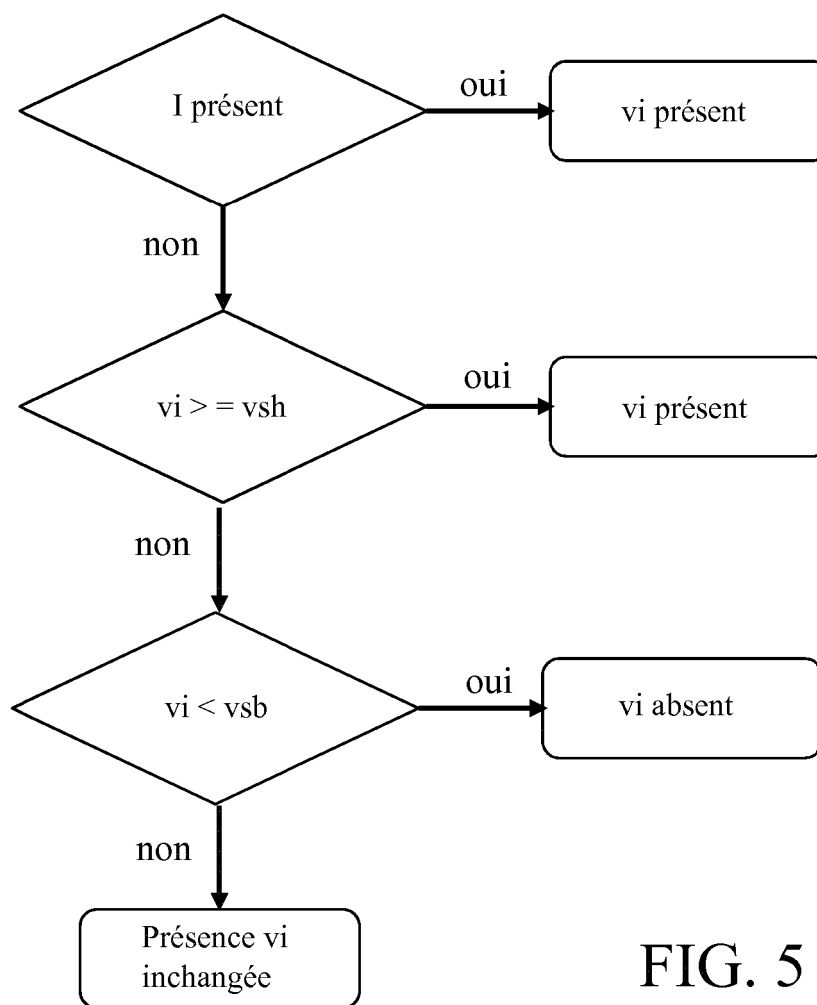 I présent
oui
vi présent
non
vi > = vsh
oui
vi présent
non
vi < vsb
oui
vi absent
non
Présence vi
inchangée
FIG. 5